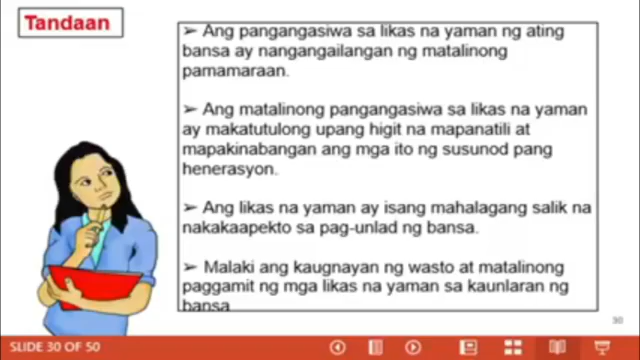 Tandaan
➢ Ang pangangasiwa sa likas na yaman ng ating
bansa ay nangangailangan ng matalinong
pamamaraan.
➢ Ang matalinong pangangasiwa sa likas na yaman
ay makatutulong upang higit na mapanatili at
mapakinabangan ang mga ito ng susunod pang
henerasyon.
➢ Ang likas na yaman ay isang mahalagang salik na
nakakaapekto sa pag-unlad ng bansa.
➢ Malaki ang kaugnayan ng wasto at matalinong
paggamit ng mga likas na yaman sa kaunlaran ng
bansa
30
SLIDE 30 OF 50